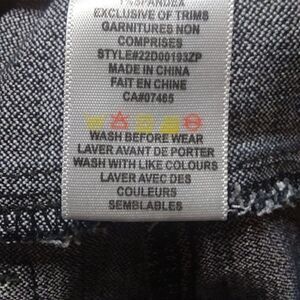 %SPANDEX
EXCLUSIVE OF TRIMS
GARNITURES NON
COMPRISES
STYLE#22D00193ZP
MADE IN CHINA
FAIT EN CHINE
CA#07465
WASH BEFORE WEAR
LAVER AVANT DE PORTER
WASH WITH LIKE COLOURS
LAVER AVEC DES
COULEURS
SEMBLABLES